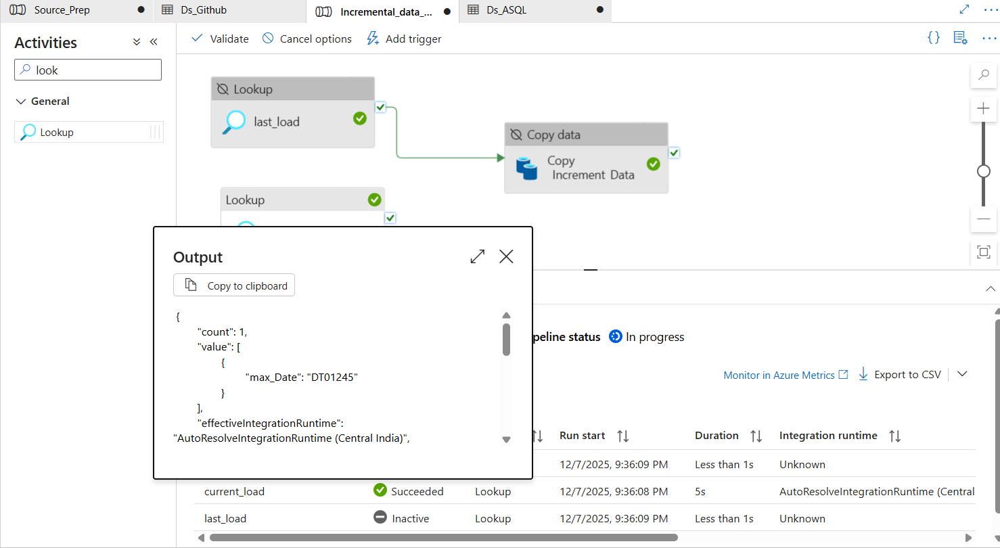 Source_Prep
Ds_Github
Incremental_data_...
Ds_ASQL
Activities
look
General
Lookup
Validate
Cancel options
Add trigger
Lookup
last_load
Copy data
Copy
Increment Data
Lookup
Output
Copy to clipboard
{
"count": 1,
"value": [
{
"max_Date": "DT01245"
}
],
"effectiveIntegrationRuntime":
"AutoResolveIntegrationRuntime (Central India)",
peline status In progress
Monitor in Azure Metrics
Export to CSV
Run start Duration Integration runtime
12/7/2025, 9:36:09 PM Less than 1s Unknown
current_load Succeeded Lookup 12/7/2025, 9:36:08 PM 5s AutoResolveIntegrationRuntime (Central
last_load Inactive Lookup 12/7/2025, 9:36:09 PM Less than 1s Unknown